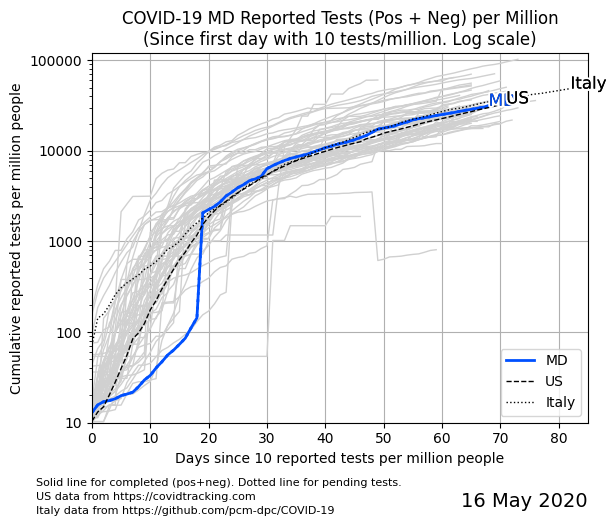 COVID-19 MD Reported Tests (Pos + Neg) per Million
(Since first day with 10 tests/million. Log scale)
Cumulative reported tests per million people
100000
10000
1000
100
10
Italy
MD
US
MD
US
Italy
0 10 20 30 40 50 60 70 80
Days since 10 reported tests per million people
Solid line for completed (pos+neg). Dotted line for pending tests.
US data from https://covidtracking.com
Italy data from https://github.com/pcm-dpc/COVID-19
16 May 2020